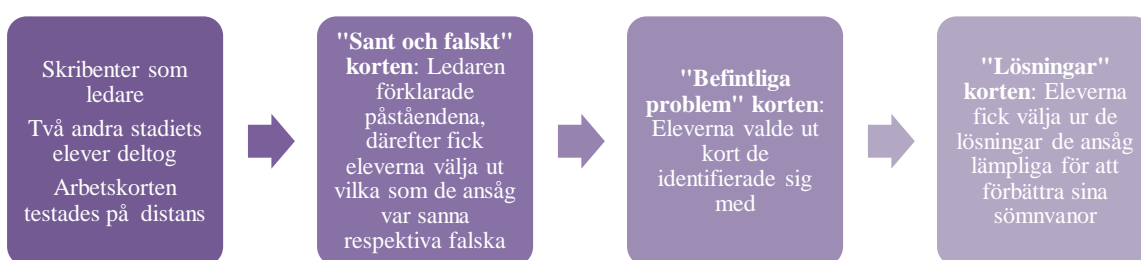 Skribenter som
ledare
Två andra stadiets
elever deltog
Arbetskorten
testades på distans
"Sant och falskt"
korten: Ledaren
förklarade
påståendena,
därefter fick
eleverna välja ut
vilka som de ansåg
var sanna
respektiva falska
"Befintliga
problem" korten:
Eleverna valde ut
kort de
identifierade sig
med
"Lösningar"
korten: Eleverna
fick välja ur de
lösningar de ansåg
lämpliga för att
förbättra sina
sömnvanor